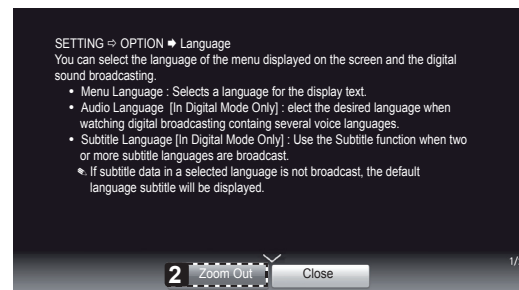 SETTING ⇨ OPTION ➡ Language
You can select the language of the menu displayed on the screen and the digital
sound broadcasting.
• Menu Language : Selects a language for the display text.
• Audio Language [In Digital Mode Only] : elect the desired language when
watching digital broadcasting containg several voice languages.
• Subtitle Language [In Digital Mode Only] : Use the Subtitle function when two
or more subtitle languages are broadcast.
✎ If subtitle data in a selected language is not broadcast, the default
language subtitle will be displayed.
1/
2 Zoom Out Close